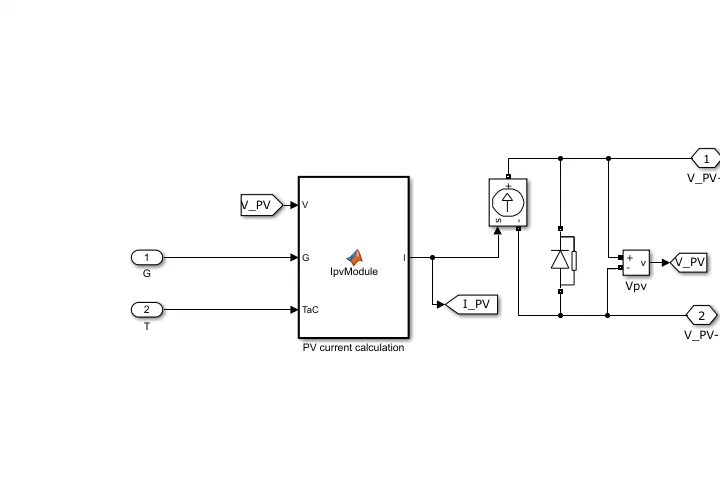 V_PV
V
1
G
G
2
T
TaC
IpvModule
I
PV current calculation
I_PV
+
s
-
+
-
v
Vpv
V_PV
1
V_PV-
2
V_PV-